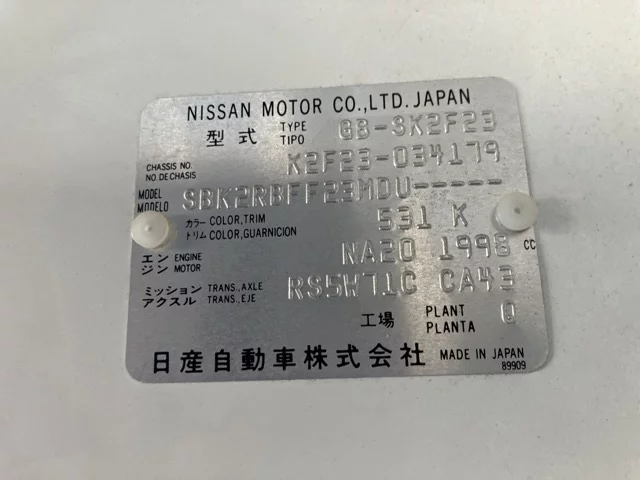 NISSAN MOTOR CO.,LTD. JAPAN
型式 TYPE TIPO GB-SK2F23
CHASSIS NO. NO. DE CHASIS K2F23-034179
MODEL MODELO SBK2RBFF23MDU-----
カラー COLOR,TRIM トリム COLOR,GUARNICION 531 K
エンジン ENGINE MOTOR NA20 1998 CC
ミッション TRANS.,AXLE アクスル TRANS.,EJE RS5W71C CA43
工場 PLANT PLANTA 0
日産自動車株式会社 MADE IN JAPAN
89909